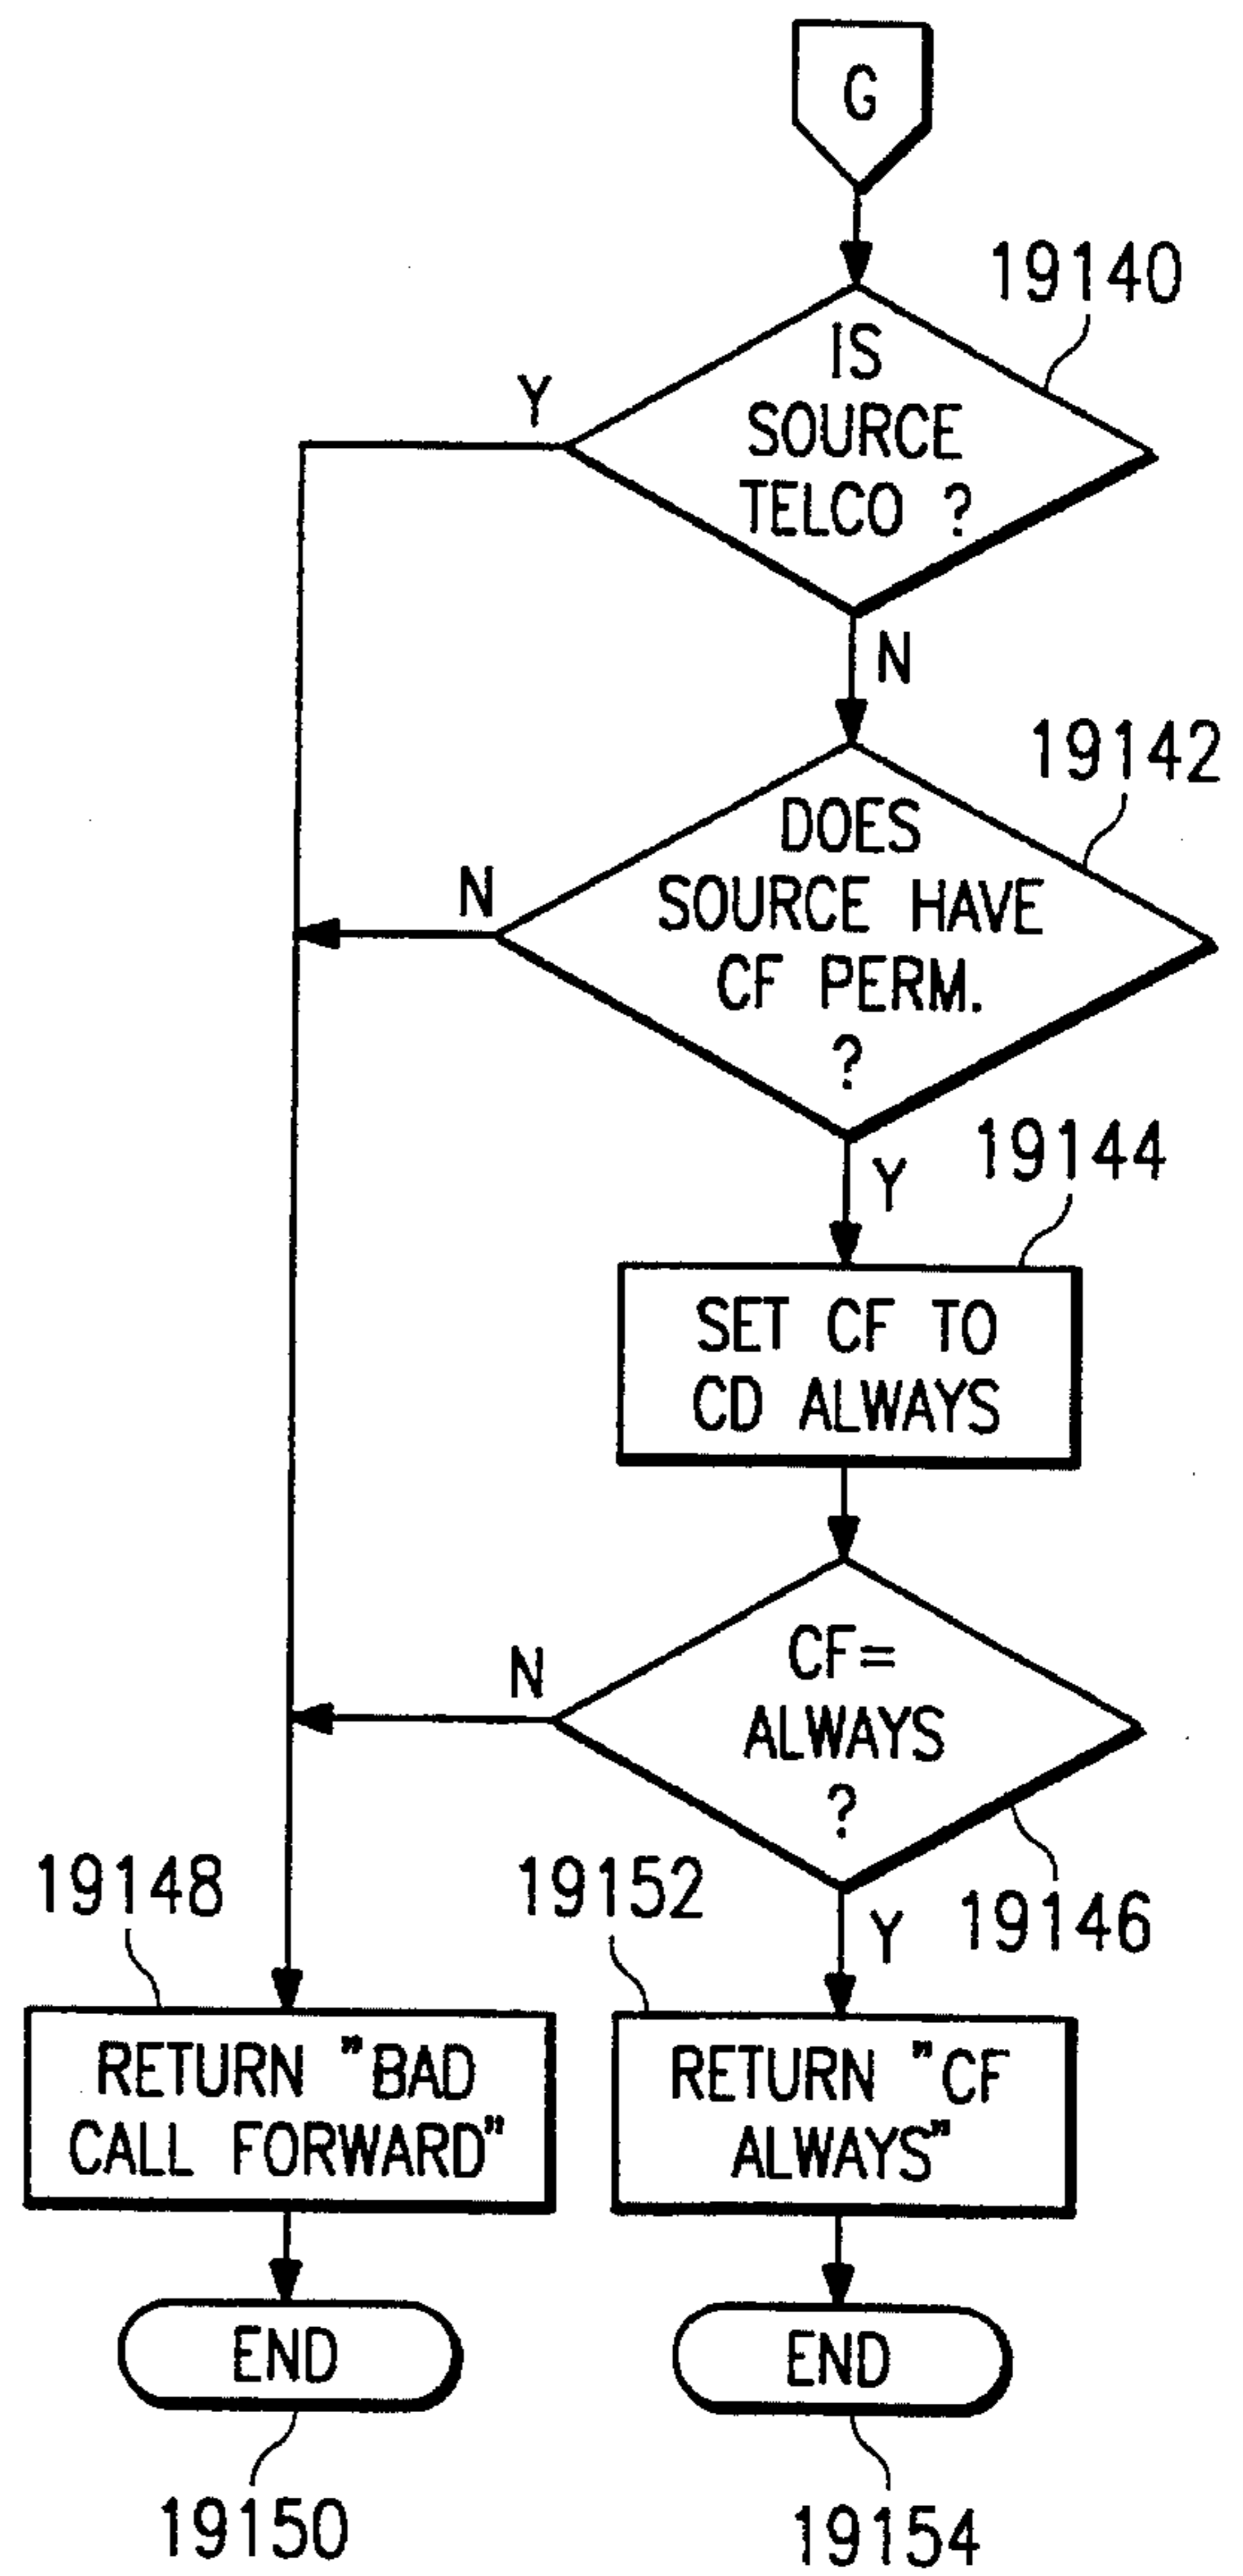 G
19140
IS
SOURCE
TELCO ?
Y
N
19142
DOES
SOURCE HAVE
CF PERM.
?
N
Y
19144
SET CF TO
CD ALWAYS
CF=
ALWAYS
?
N
Y
19146
19148
RETURN "BAD
CALL FORWARD"
19152
RETURN "CF
ALWAYS"
END
19150
END
19154